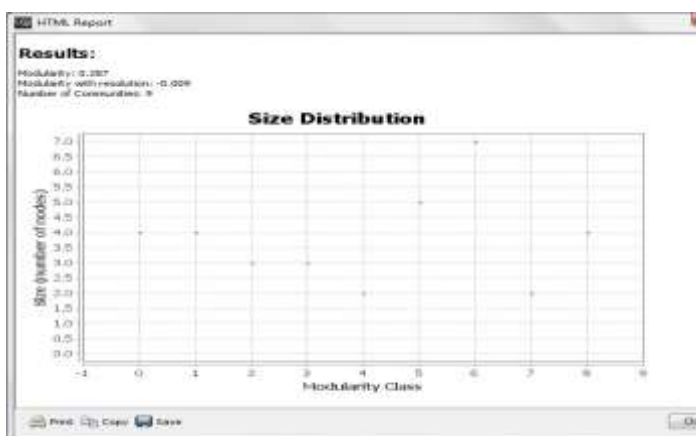 HTML Report
Results:
Modularity: 0.287
Modularity with resolution: -0.009
Number of Communities: 9
Size Distribution
7.0
6.5
6.0
5.5
5.0
4.5
4.0
3.5
3.0
2.5
2.0
1.5
1.0
0.5
0.0
Size (number of nodes)
-1 0 1 2 3 4 5 6 7 8 9
Modularity Class
Print Copy Save